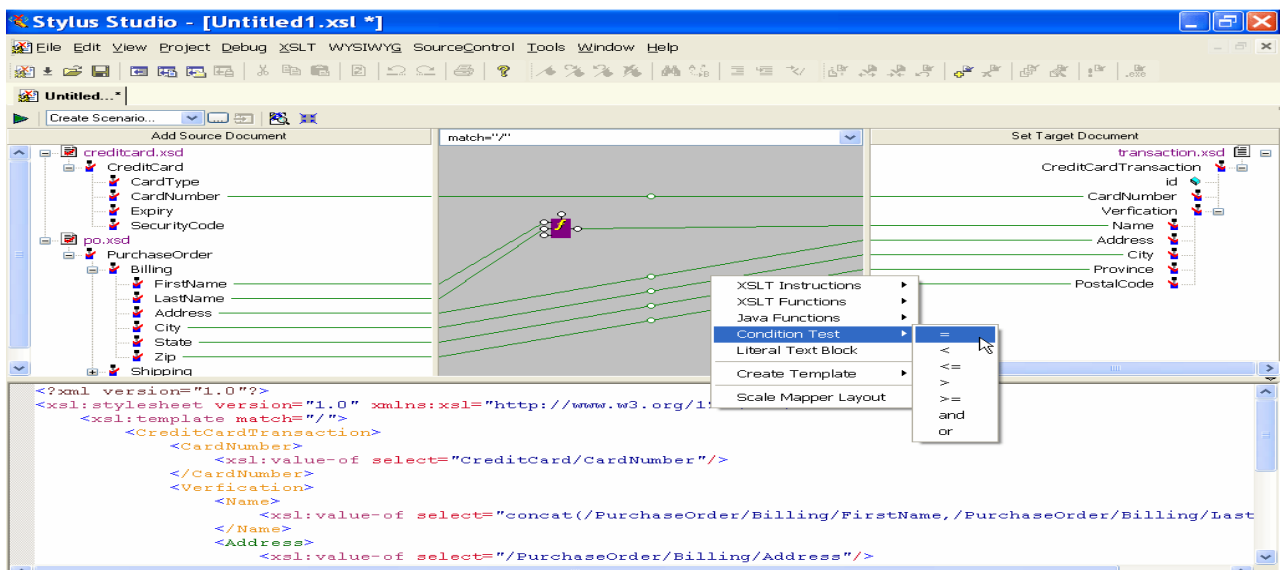 Stylus Studio - [Untitled1.xsl *]
File Edit View Project Debug XSLT WYSIWYG SourceControl Tools Window Help
Untitled...*
Create Scenario...
Add Source Document
match="/"
Set Target Document
creditcard.xsd
CreditCard
CardType
CardNumber
Expiry
SecurityCode
po.xsd
PurchaseOrder
Billing
FirstName
LastName
Address
City
State
Zip
Shipping
transaction.xsd
CreditCardTransaction
id
CardNumber
Verfication
Name
Address
City
Province
PostalCode
XSLT Instructions
XSLT Functions
Java Functions
Condition Test
Literal Text Block
Create Template
Scale Mapper Layout
=
<
<=
>
>=
and
or
<?xml version="1.0"?>
<xsl:stylesheet version="1.0" xmlns:xsl="http://www.w3.org/1
<xsl:template match="/">
<CreditCardTransaction>
<CardNumber>
<xsl:value-of select="CreditCard/CardNumber"/>
</CardNumber>
<Verfication>
<Name>
<xsl:value-of select="concat(/PurchaseOrder/Billing/FirstName,/PurchaseOrder/Billing/Last
</Name>
<Address>
<xsl:value-of select="/PurchaseOrder/Billing/Address"/>